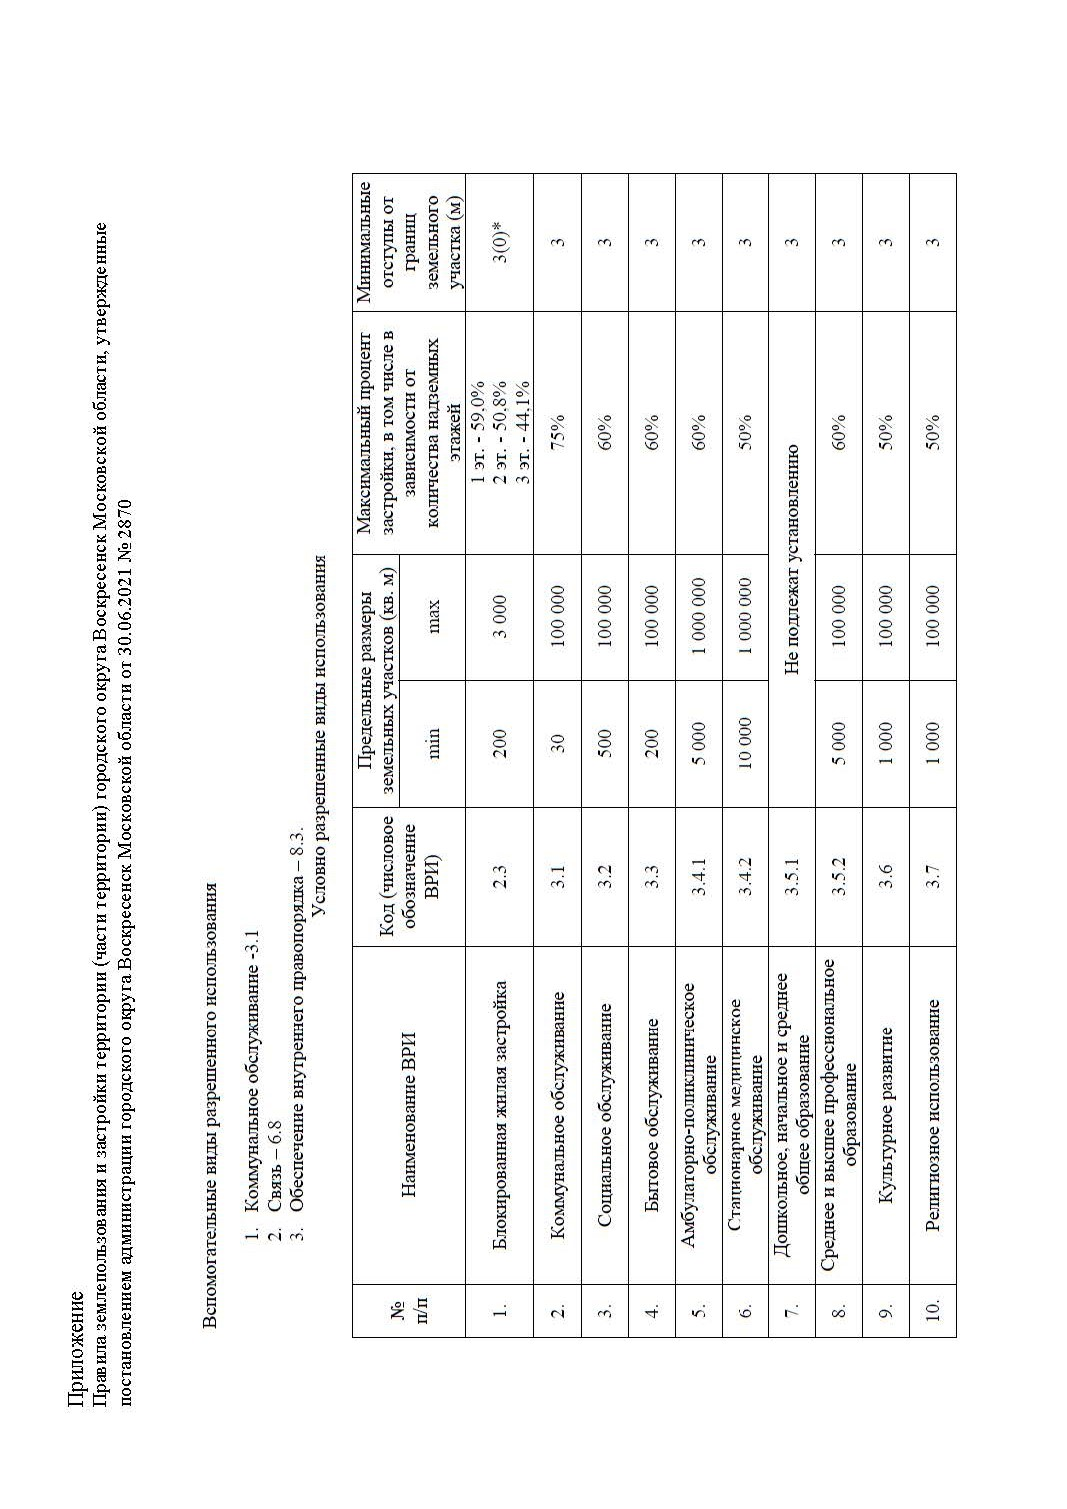 Приложение
Правила землепользования и застройки территории (части территории) городского округа Воскресенск Московской области, утвержденные
постановлением администрации городского округа Воскресенск Московской области от 30.06.2021 № 2870
Вспомогательные виды разрешенного использования
1. Коммунальное обслуживание -3.1
2. Связь – 6.8
3. Обеспечение внутреннего правопорядка – 8.3.
Условно разрешенные виды использования
№
п/п
Наименование ВРИ
Код (числовое
обозначение
ВРИ)
Предельные размеры
земельных участков (кв. м)
min
max
Максимальный процент
застройки, в том числе в
зависимости от
количества надземных
этажей
Минимальные
отступы от
границ
земельного
участка (м)
1. Блокированная жилая застройка 2.3 200 3 000
1 эт. - 59,0%
2 эт. - 50,8%
3 эт. - 44,1%
3(0)*
2. Коммунальное обслуживание 3.1 30 100 000 75% 3
3. Социальное обслуживание 3.2 500 100 000 60% 3
4. Бытовое обслуживание 3.3 200 100 000 60% 3
5. Амбулаторно-поликлиническое
обслуживание
3.4.1 5 000 1 000 000 60% 3
6. Стационарное медицинское
обслуживание
3.4.2 10 000 1 000 000 50% 3
7. Дошкольное, начальное и среднее
общее образование
3.5.1 Не подлежат установлению 3
8. Среднее и высшее профессиональное
образование
3.5.2 5 000 100 000 60% 3
9. Культурное развитие 3.6 1 000 100 000 50% 3
10. Религиозное использование 3.7 1 000 100 000 50% 3